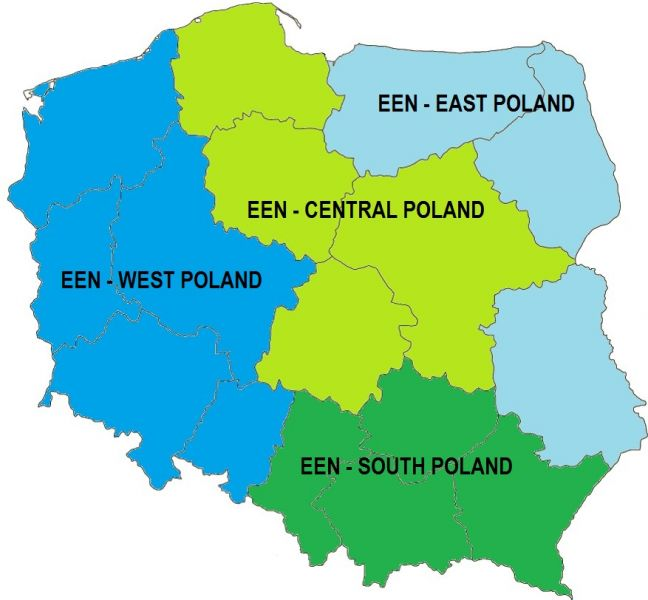 EEN - EAST POLAND
EEN - CENTRAL POLAND
EEN - WEST POLAND
EEN - SOUTH POLAND